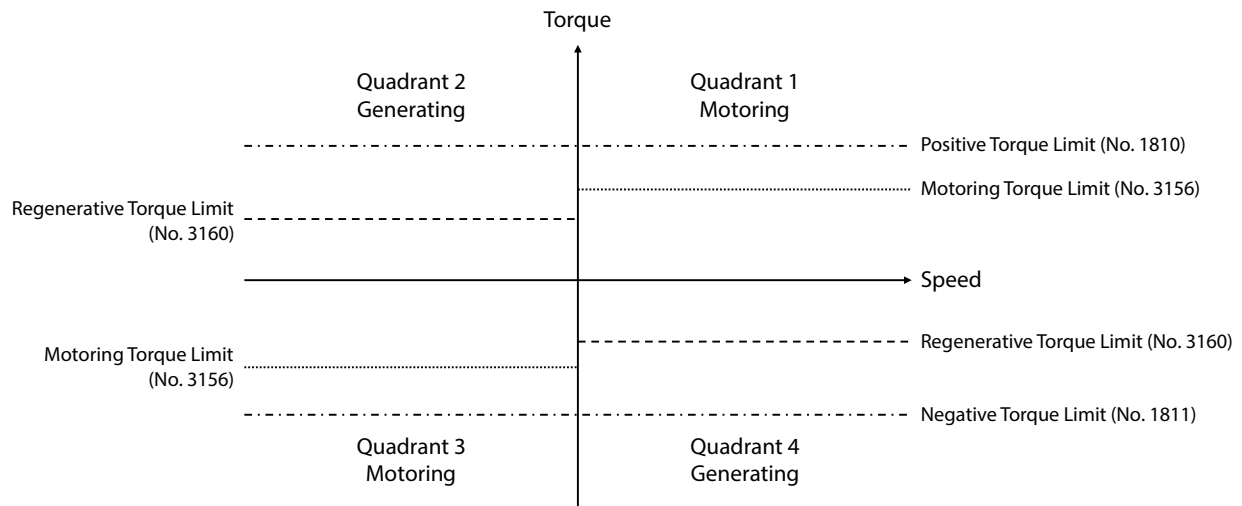 Torque
Quadrant 2
Generating
Quadrant 1
Motoring
Positive Torque Limit (No. 1810)
Motoring Torque Limit (No. 3156)
Regenerative Torque Limit
(No. 3160)
Speed
Regenerative Torque Limit (No. 3160)
Motoring Torque Limit
(No. 3156)
Negative Torque Limit (No. 1811)
Quadrant 3
Motoring
Quadrant 4
Generating